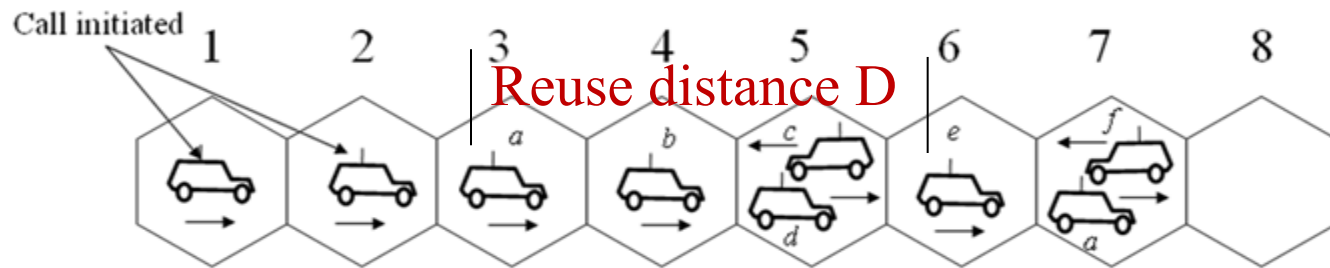 Call initiated
1 2 3 4 5 6 7 8
Reuse distance D
a b c e f
d a